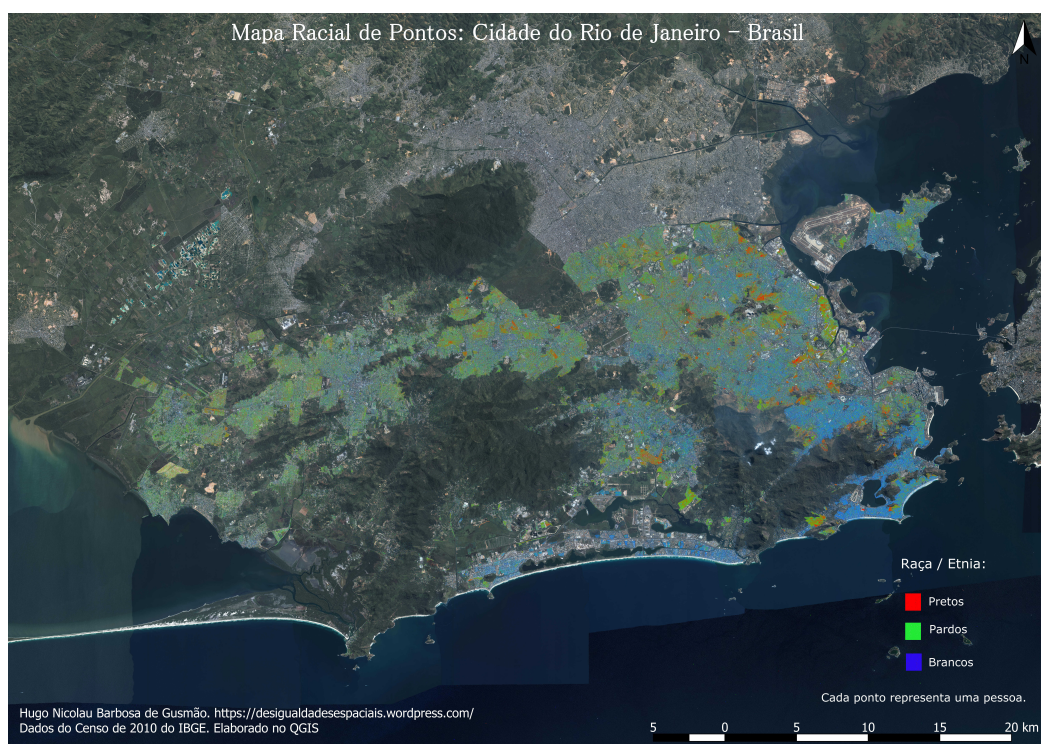 Mapa Racial de Pontos: Cidade do Rio de Janeiro – Brasil
N
Raça / Etnia:
Pretos
Pardos
Brancos
Cada ponto representa uma pessoa.
Hugo Nicolau Barbosa de Gusmão. https://desigualdadesespaciais.wordpress.com/
Dados do Censo de 2010 do IBGE. Elaborado no QGIS
5 0 5 10 15 20 km